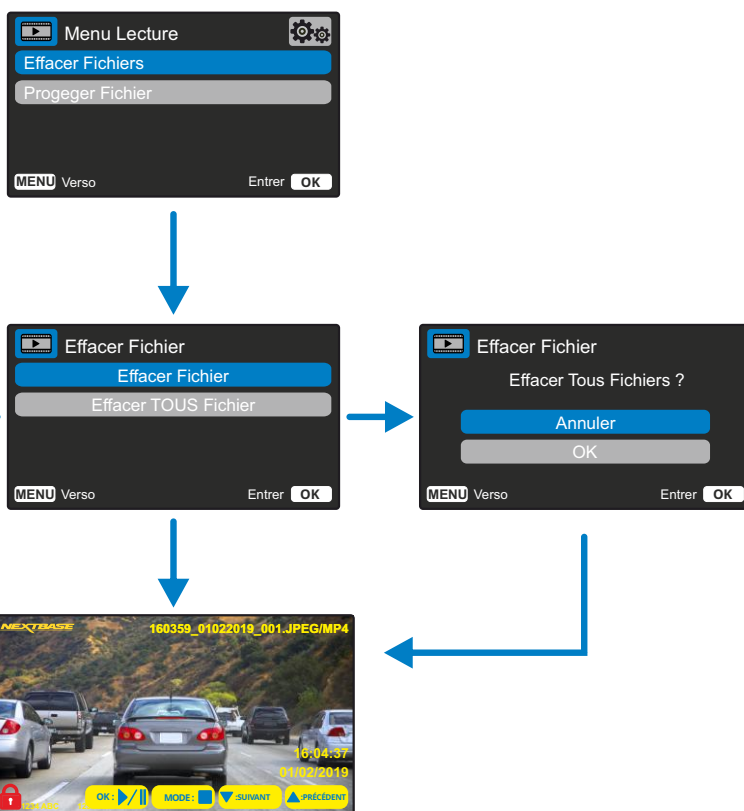 Menu Lecture
Effacer Fichiers
Progeger Fichier
MENU Verso Entrer OK
Effacer Fichier
Effacer Fichier
Effacer TOUS Fichier
MENU Verso Entrer OK
Effacer Fichier
Effacer Tous Fichiers ?
Annuler
OK
MENU Verso Entrer OK
NEXTBASE 160359_01022019_001.JPEG/MP4
16:04:37
01/02/2019
OK : MODE : :SUIVANT :PRÉCÉDENT